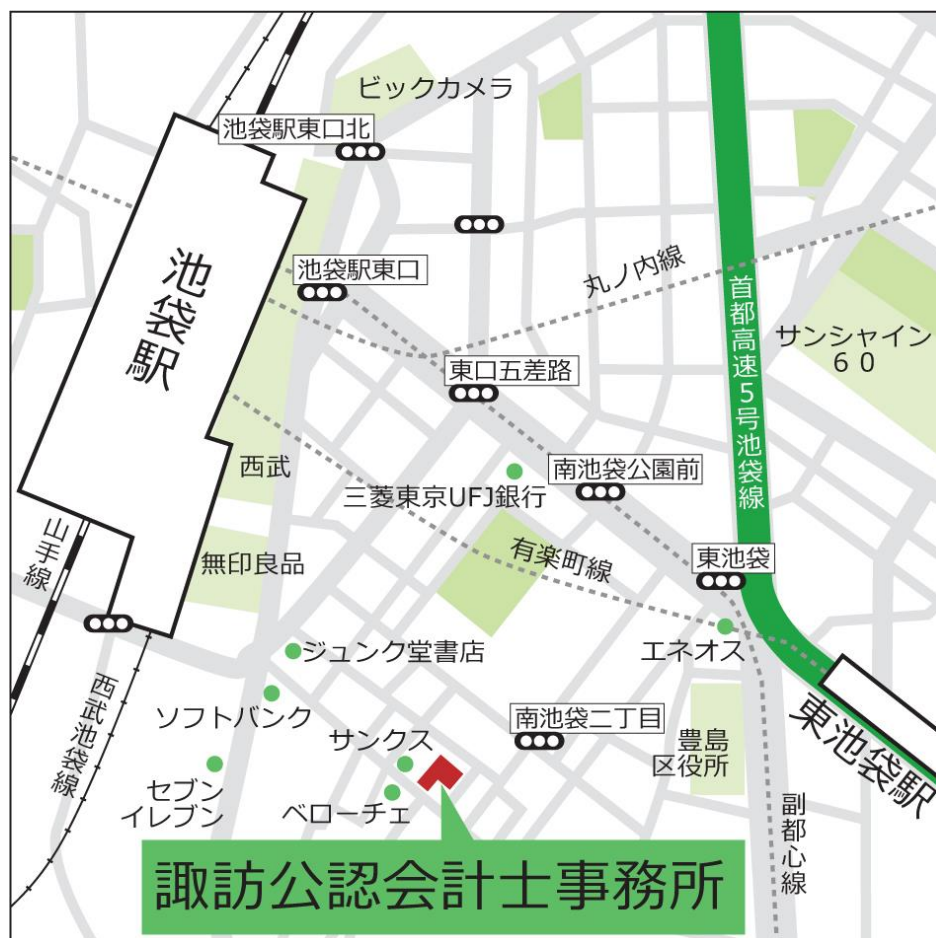 ビックカメラ
池袋駅東口北
池袋駅
池袋駅東口
丸ノ内線
首都高速5号池袋線
サンシャイン
60
東口五差路
西武
南池袋公園前
三菱東京UFJ銀行
山手線
無印良品
有楽町線
東池袋
エネオス
ジュンク堂書店
西武池袋線
ソフトバンク
南池袋二丁目
豊島
区役所
東池袋駅
サンクス
セブン
イレブン
ベローチェ
副都心線
諏訪公認会計士事務所